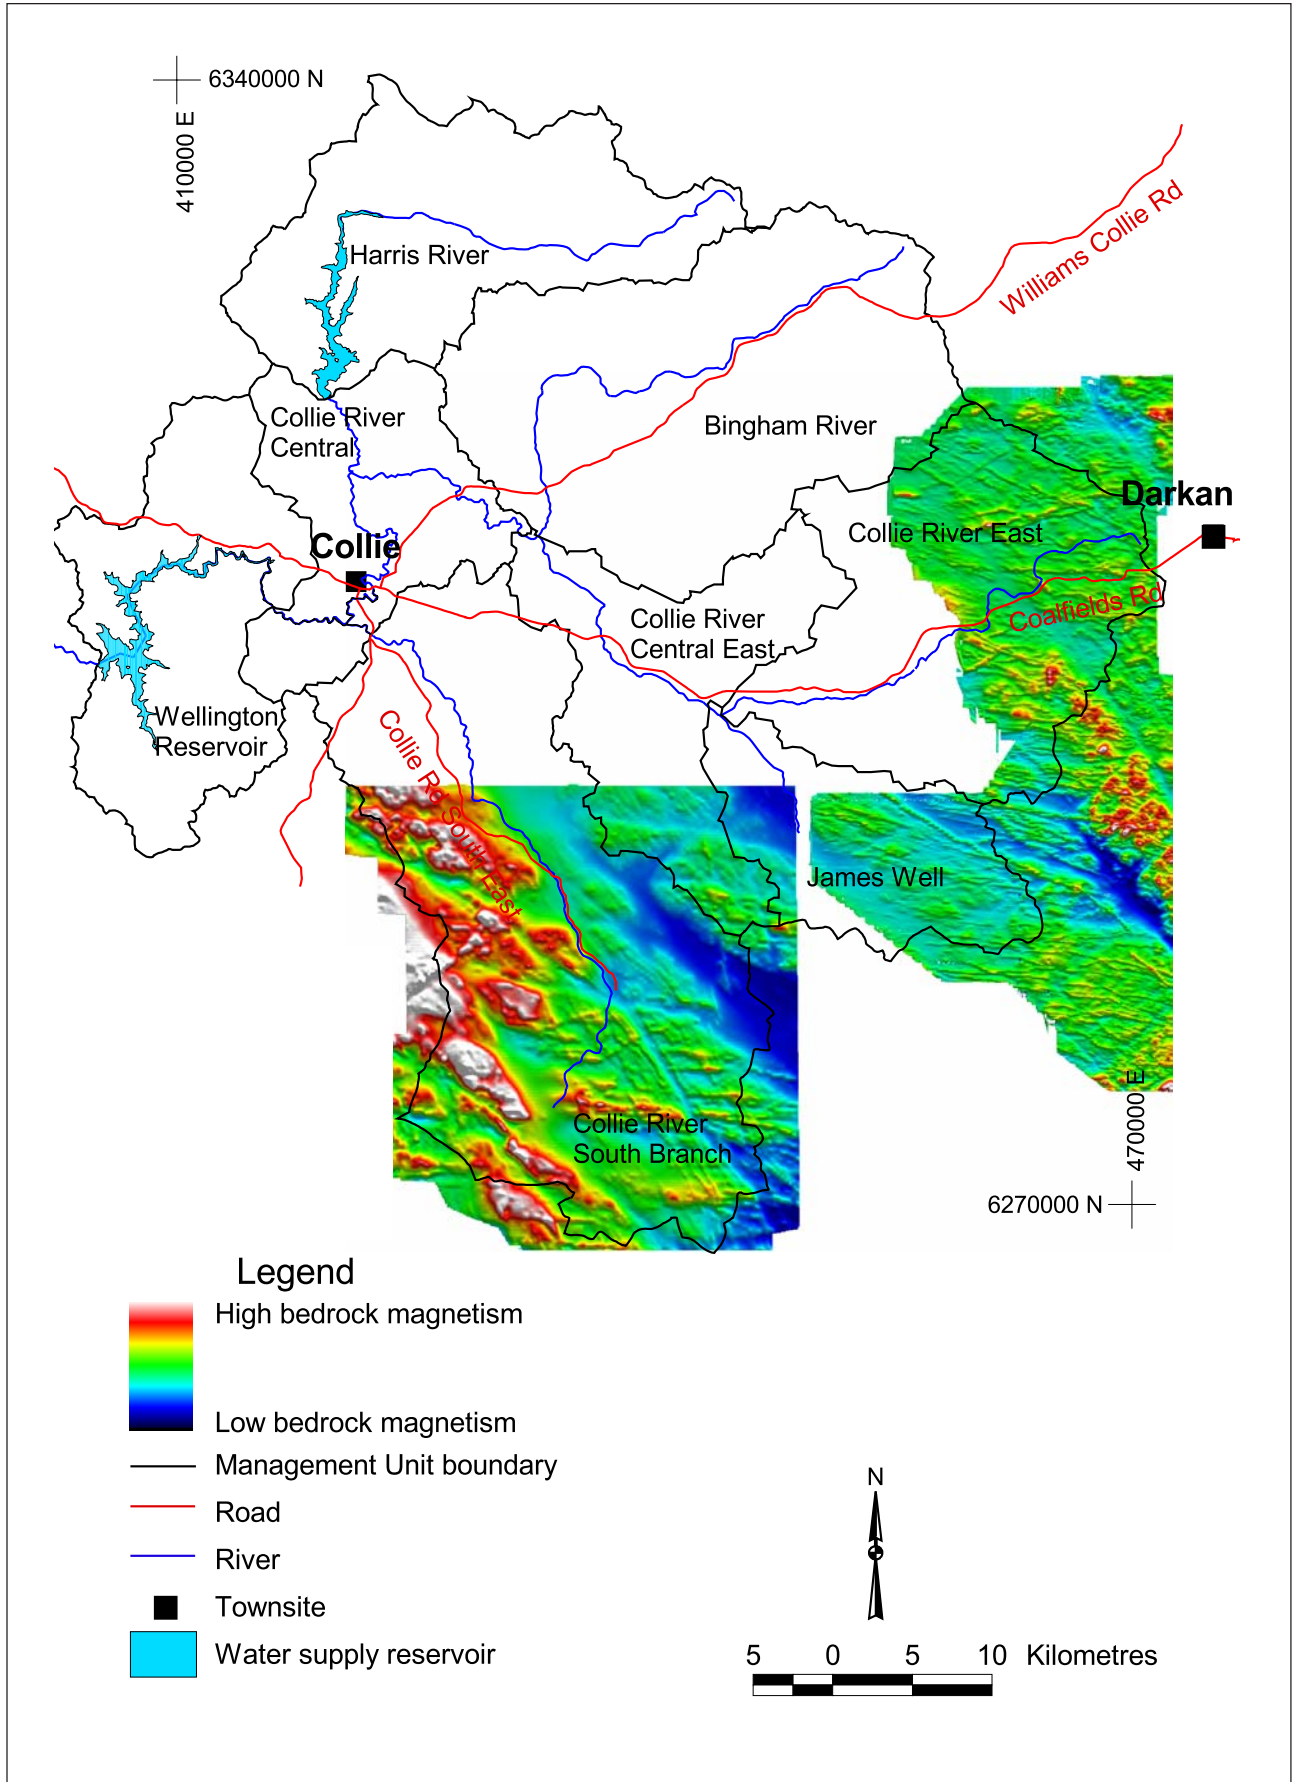 6340000 N
410000 E
Williams Collie Rd
Harris River
Collie River
Central
Bingham River
Darkan
Collie River East
Collie
Coalfields Rd
Collie River
Central East
Wellington
Reservoir
Collie Rd South East
James Well
Collie River
South Branch
470000 E
6270000 N
Legend
High bedrock magnetism
Low bedrock magnetism
Management Unit boundary
Road
River
Townsite
Water supply reservoir
N
5 0 5 10 Kilometres